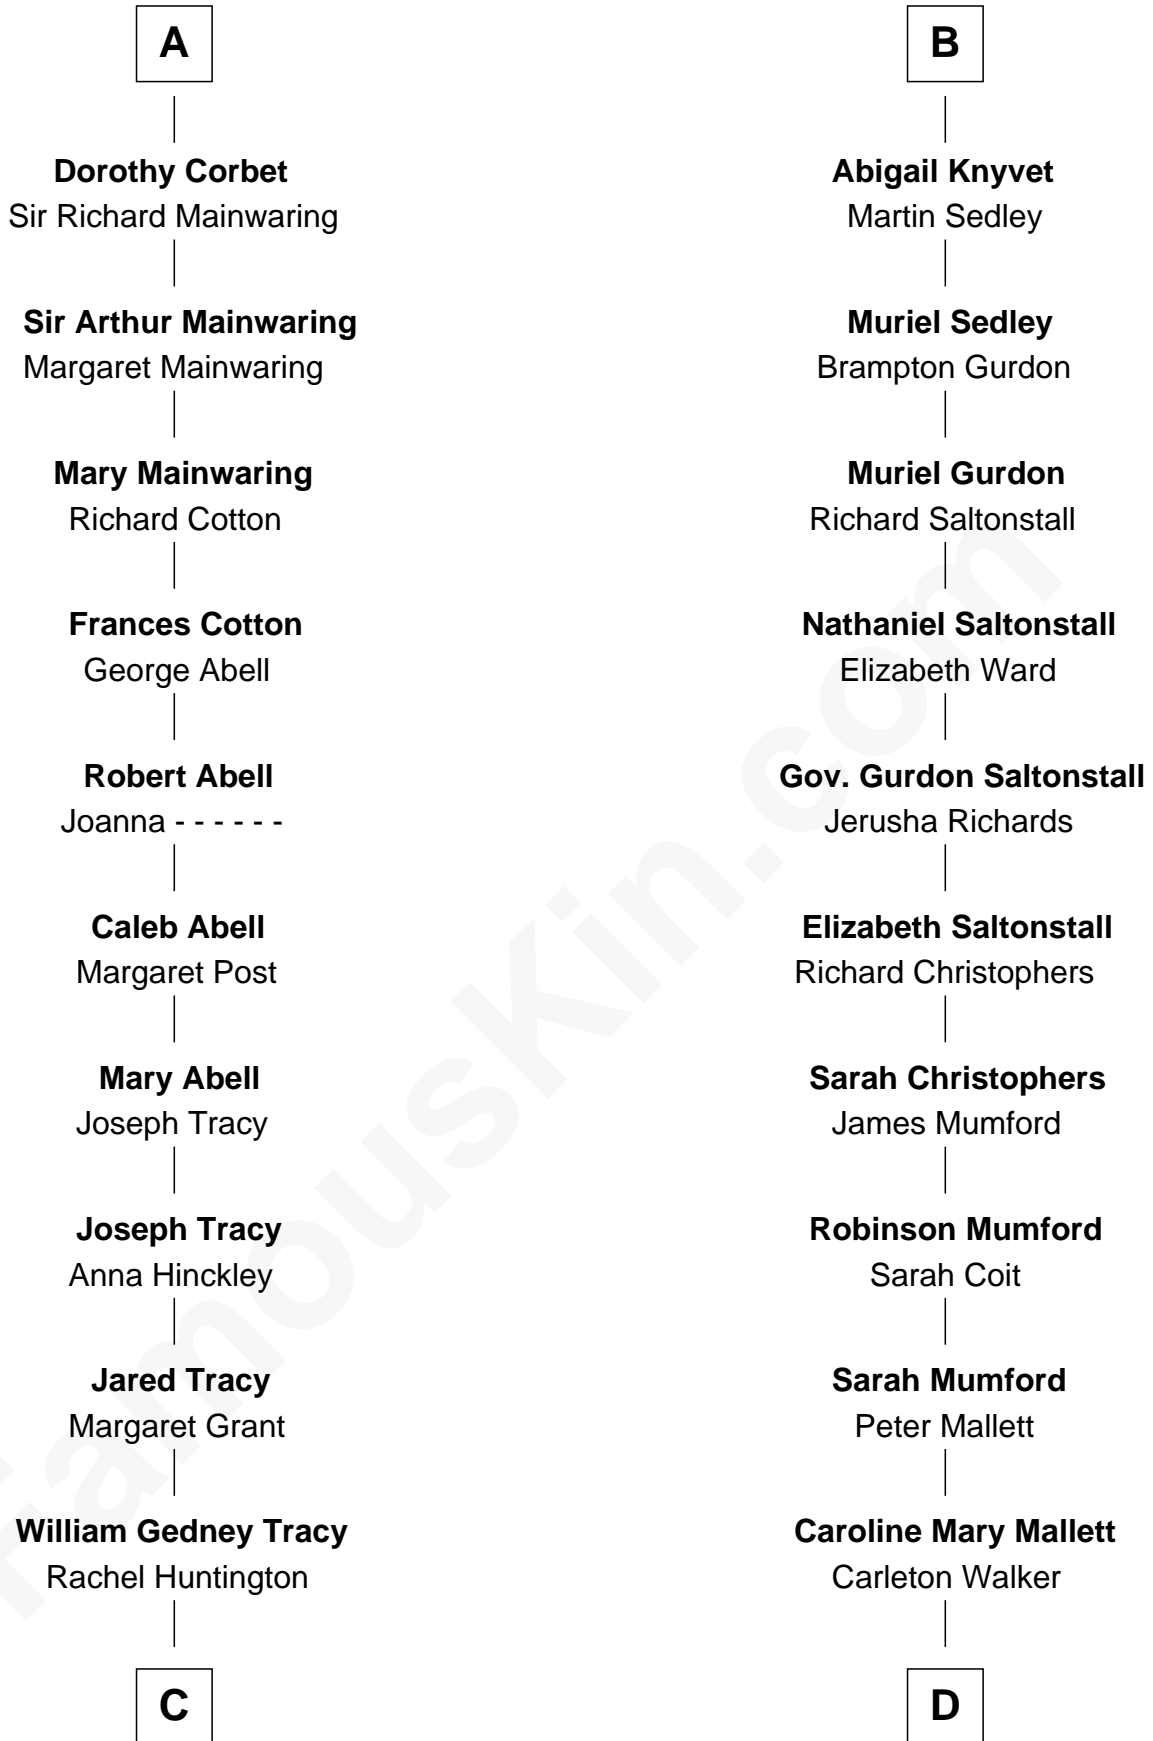 A
Dorothy Corbet
Sir Richard Mainwaring
Sir Arthur Mainwaring
Margaret Mainwaring
Mary Mainwaring
Richard Cotton
Frances Cotton
George Abell
Robert Abell
Joanna - - - - - -
Caleb Abell
Margaret Post
Mary Abell
Joseph Tracy
Joseph Tracy
Anna Hinckley
Jared Tracy
Margaret Grant
William Gedney Tracy
Rachel Huntington
C
B
Abigail Knyvet
Martin Sedley
Muriel Sedley
Brampton Gurdon
Muriel Gurdon
Richard Saltonstall
Nathaniel Saltonstall
Elizabeth Ward
Gov. Gurdon Saltonstall
Jerusha Richards
Elizabeth Saltonstall
Richard Christophers
Sarah Christophers
James Mumford
Robinson Mumford
Sarah Coit
Sarah Mumford
Peter Mallett
Caroline Mary Mallett
Carleton Walker
D
FamousKin.com